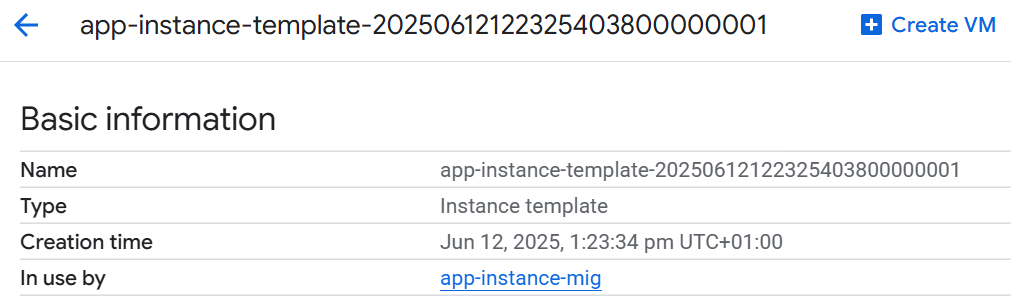 app-instance-template-20250612122325403800000001 Create VM
Basic information
Name app-instance-template-20250612122325403800000001
Type Instance template
Creation time Jun 12, 2025, 1:23:34 pm UTC+01:00
In use by app-instance-mig